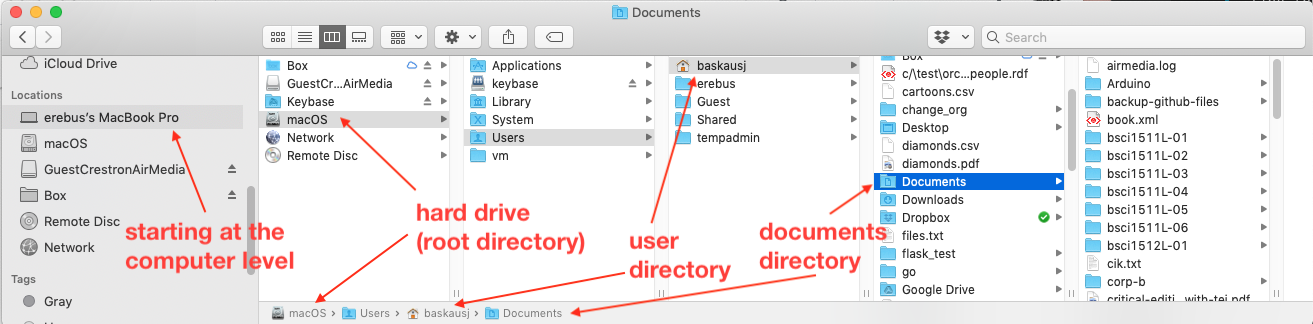 Documents
Search
iCloud Drive
Locations
erebus's MacBook Pro
macOS
GuestCrestronAirMedia
Box
Remote Disc
Network
Tags
Gray
Box
GuestCr...AirMedia
Keybase
macOS
Network
Remote Disc
Applications
keybase
Library
System
Users
vm
baskausj
erebus
Guest
Shared
tempadmin
Box
c/\test\orc...people.rdf
cartoons.csv
change_org
Desktop
diamonds.csv
diamonds.pdf
Documents
Downloads
Dropbox
files.txt
flask_test
go
Google Drive
airmedia.log
Arduino
backup-github-files
book.xml
bsci1511L-01
bsci1511L-02
bsci1511L-03
bsci1511L-04
bsci1511L-05
bsci1511L-06
bsci1512L-01
cik.txt
corp-b
critical-editi...with-tei.pdf
starting at the
computer level
hard drive
(root directory)
user
directory
documents
directory
macOS › Users › baskausj › Documents